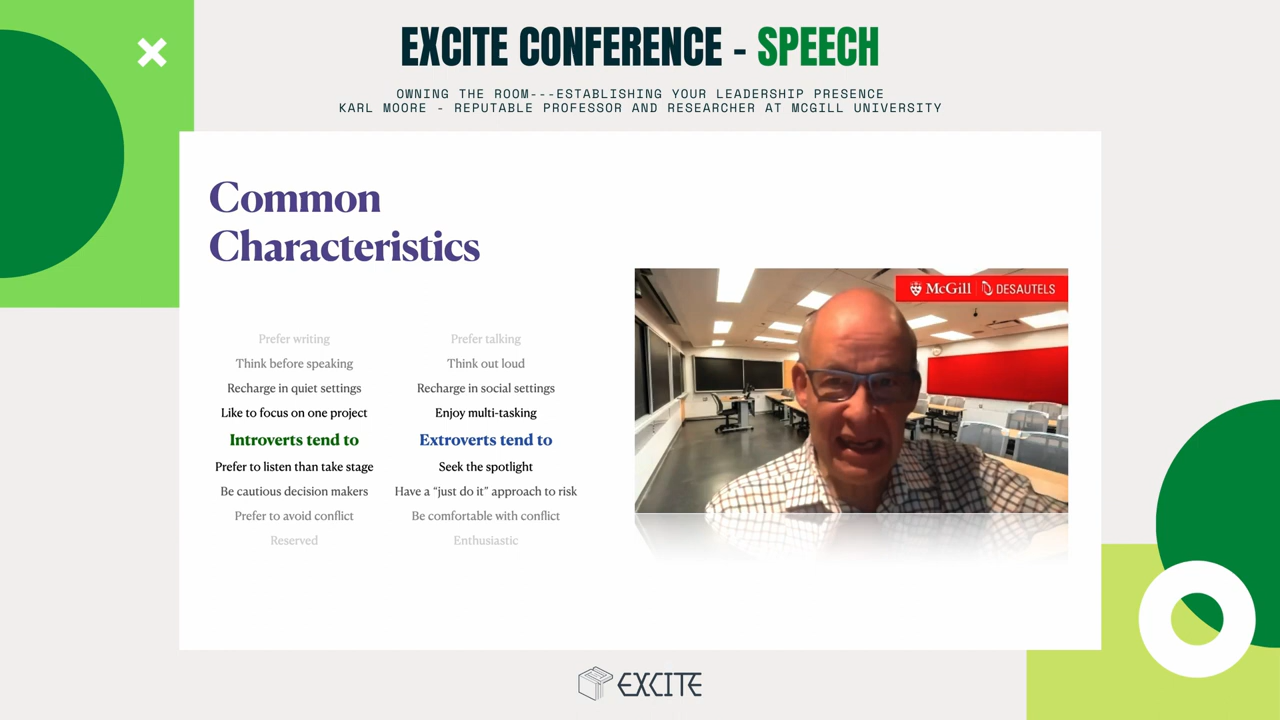 EXCITE CONFERENCE - SPEECH
OWNING THE ROOM---ESTABLISHING YOUR LEADERSHIP PRESENCE
KARL MOORE - REPUTABLE PROFESSOR AND RESEARCHER AT MCGILL UNIVERSITY
Common
Characteristics
McGill DESAUTELS
Prefer writing
Think before speaking
Recharge in quiet settings
Like to focus on one project
Introverts tend to
Prefer to listen than take stage
Be cautious decision makers
Prefer to avoid conflict
Reserved
Prefer talking
Think out loud
Recharge in social settings
Enjoy multi-tasking
Extroverts tend to
Seek the spotlight
Have a “just do it” approach to risk
Be comfortable with conflict
Enthusiastic
EXCITE